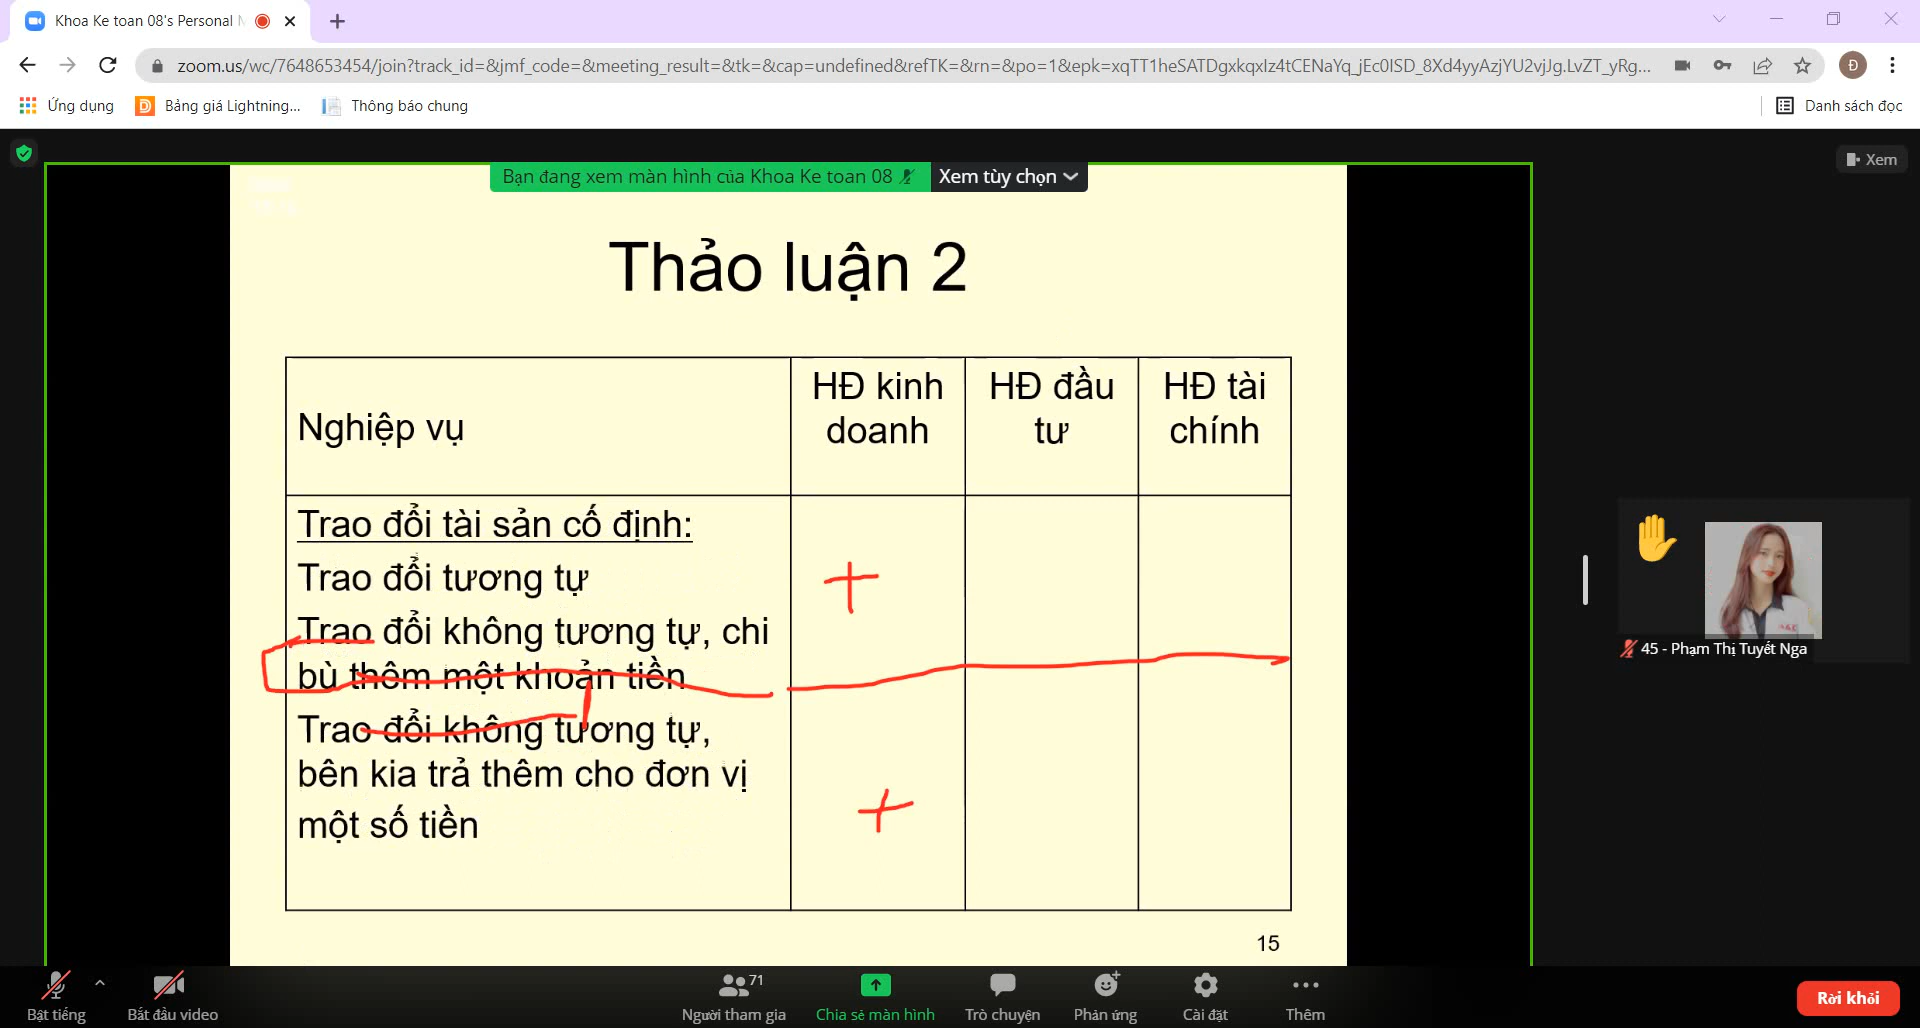 Khoa Ke toan 08's Personal M
zoom.us/wc/7648653454/join?track_id=&jmf_code=&meeting_result=&tk=&cap=undefined&refTK=&rn=&po=1&epk=xqTT1heSATDgxkqxIz4tCENaYq_jEc0ISD_8Xd4yyAzjYU2vjJg.LvZT_yRg...
Đ
Ứng dụng
Bảng giá Lightning...
Thông báo chung
Danh sách đọc
Bạn đang xem màn hình của Khoa Ke toan 08
Xem tùy chọn
Xem
Thảo luận 2
Nghiệp vụ
HĐ kinh doanh
HĐ đầu tư
HĐ tài chính
Trao đổi tài sản cố định:
Trao đổi tương tự
Trao đổi không tương tự, chi
bù thêm một khoản tiền
Trao đổi không tương tự,
bên kia trả thêm cho đơn vị
một số tiền
+
+
15
45 - Phạm Thị Tuyết Nga
Bật tiếng
Bắt đầu video
71
Người tham gia
Chia sẻ màn hình
Trò chuyện
Phản ứng
Cài đặt
Thêm
Rời khỏi